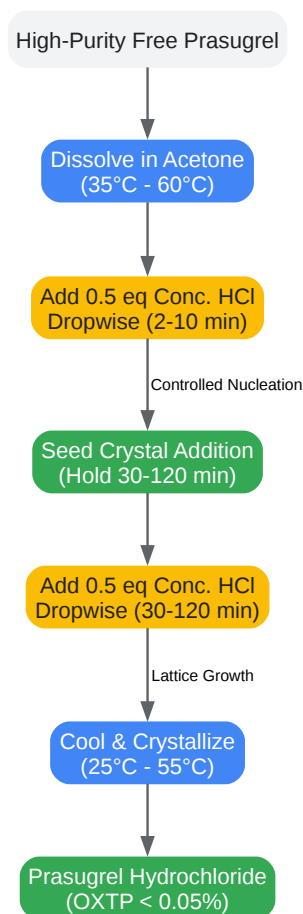 High-Purity Free Prasugrel
Dissolve in Acetone
(35°C - 60°C)
Add 0.5 eq Conc. HCl
Dropwise (2-10 min)
Controlled Nucleation
Seed Crystal Addition
(Hold 30-120 min)
Add 0.5 eq Conc. HCl
Dropwise (30-120 min)
Lattice Growth
Cool & Crystallize
(25°C - 55°C)
Prasugrel Hydrochloride
(OXTP < 0.05%)